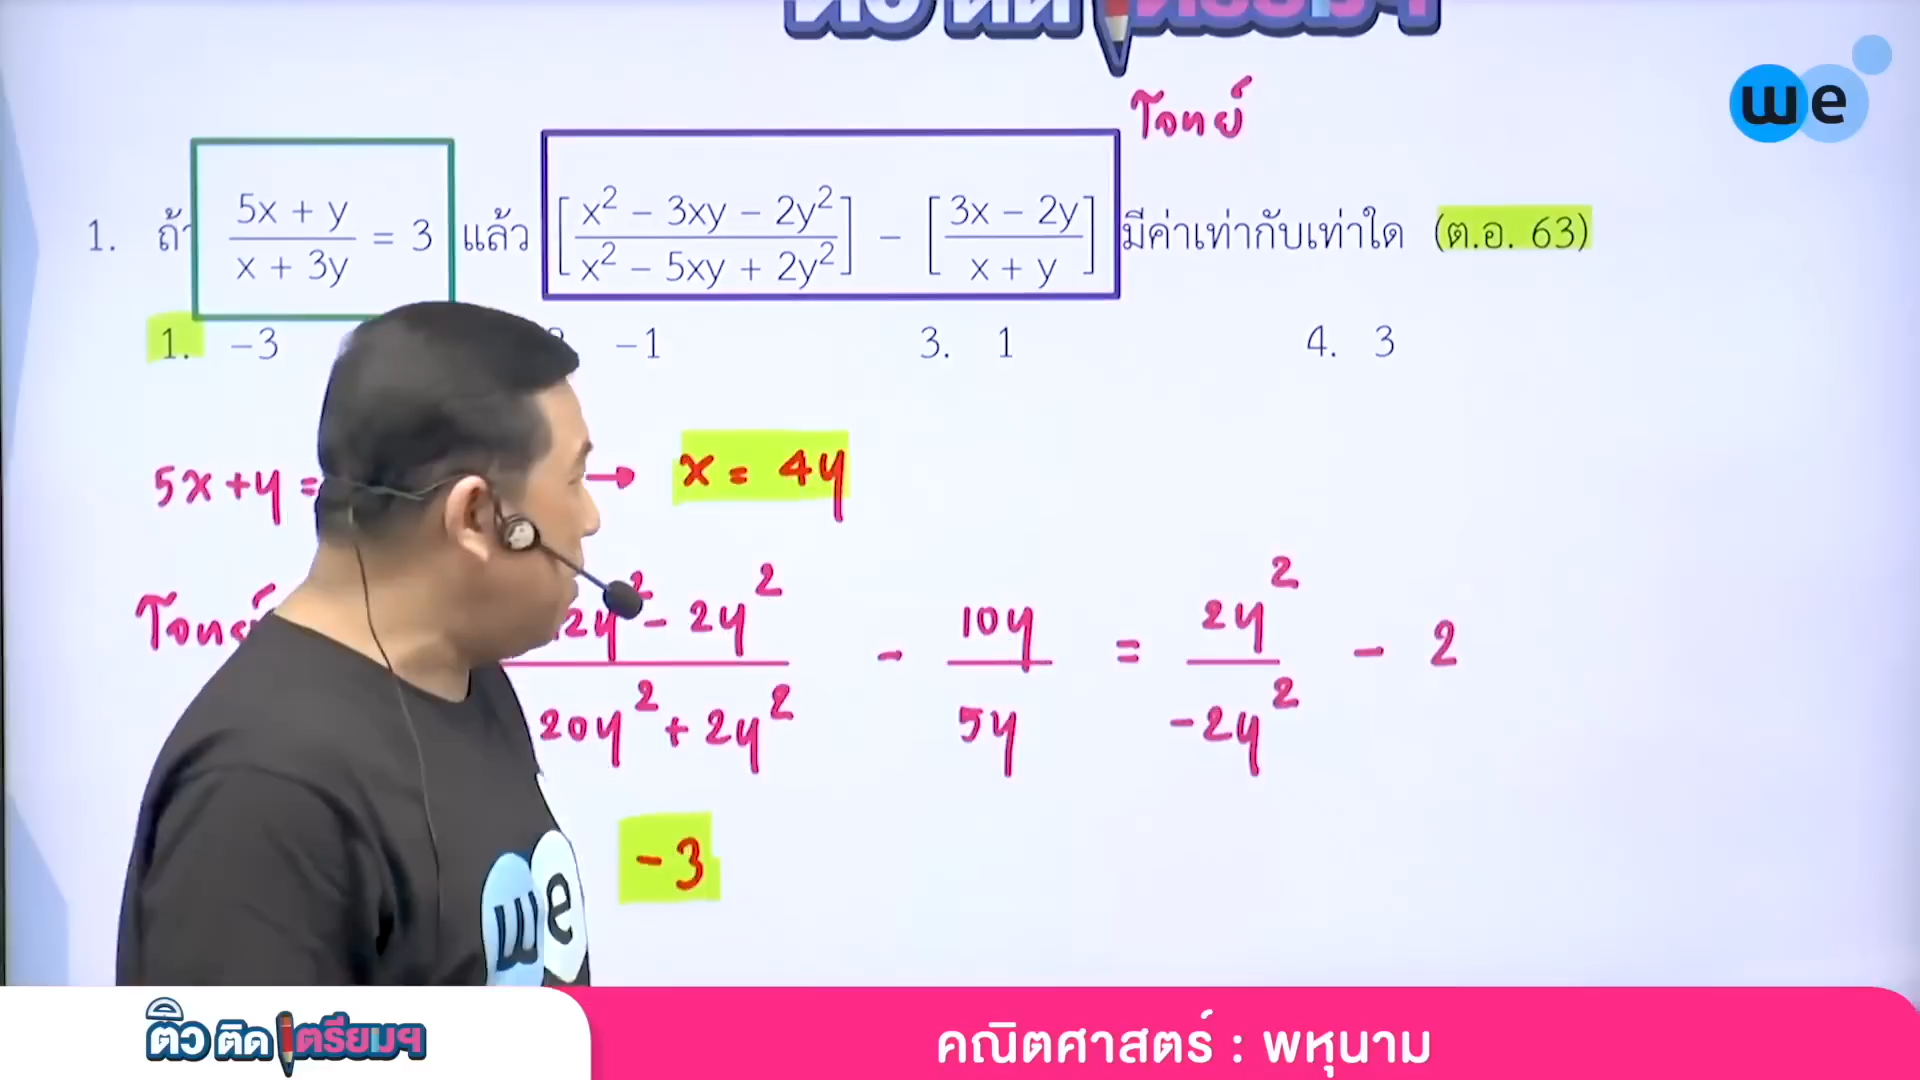 we
โจทย์
1. ถ้า (5x + y)/(x + 3y) = 3 แล้ว [(x² − 3xy − 2y²)/(x² − 5xy + 2y²)] − [(3x − 2y)/(x + y)] มีค่าเท่ากับเท่าใด (ต.อ. 63)
1. −3 −1 3. 1 4. 3
5x + y = → x = 4y
โจทย์ 12y² − 2y² / 20y² + 2y² − 10y/5y = 2y²/−2y² − 2
−3
we
ติว ติด เตรียมฯ
คณิตศาสตร์ : พหุนาม